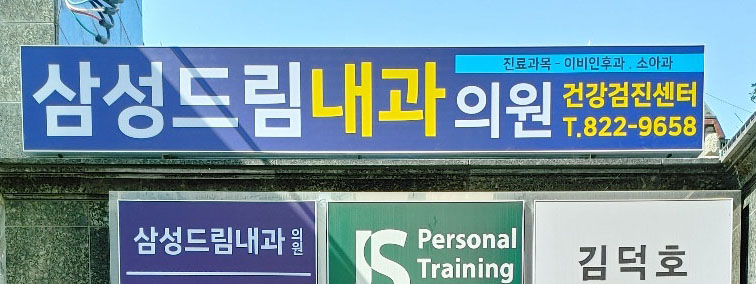 진료과목 - 이비인후과 . 소아과
삼성드림내과의원
건강검진센터
T.822-9658
삼성드림내과의원
PS
Personal
Training
김덕호